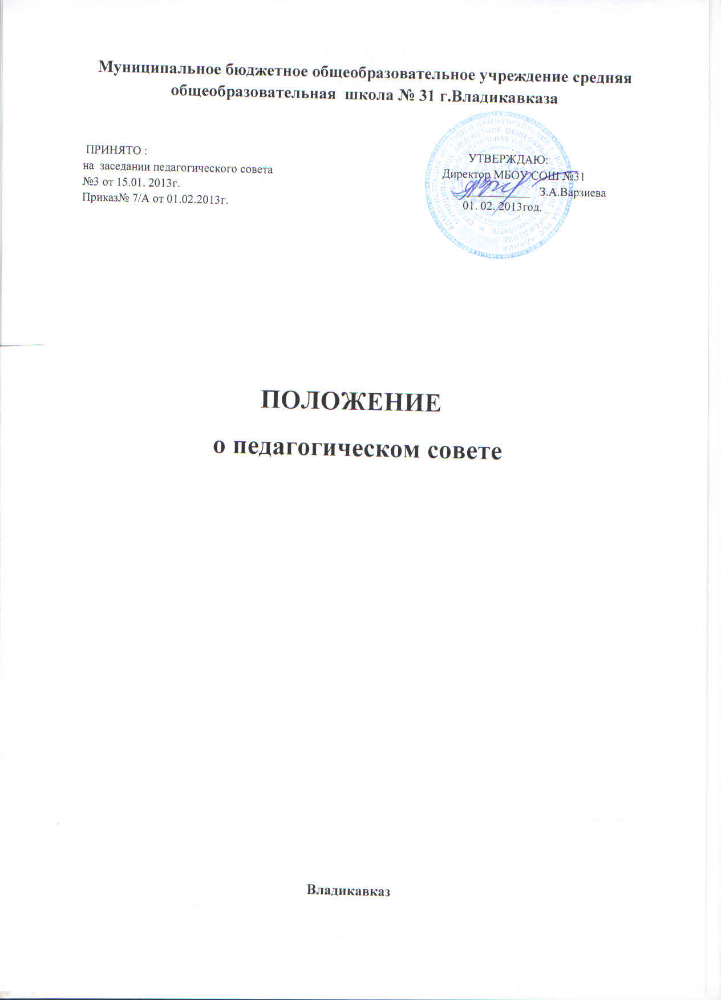 Муниципальное бюджетное общеобразовательное учреждение средняя
общеобразовательная школа № 31 г.Владикавказа
ПРИНЯТО :
на заседании педагогического совета
№3 от 15.01. 2013г.
Приказ№ 7/А от 01.02.2013г.
УТВЕРЖДАЮ:
Директор МБОУ СОШ №31
З.А.Варзиева
01. 02. 2013год.
ПОЛОЖЕНИЕ
о педагогическом совете
Владикавказ